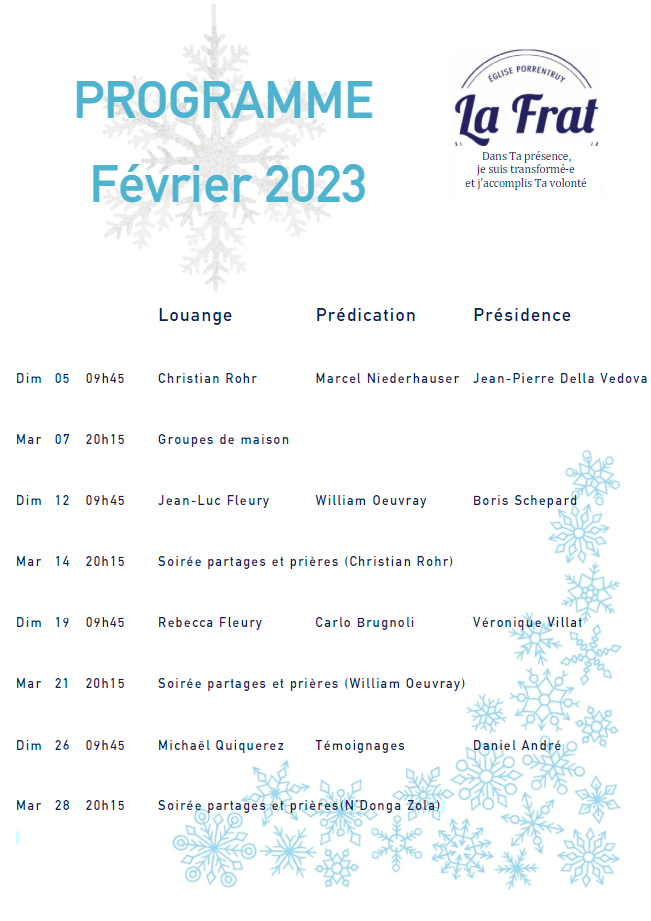 PROGRAMME
Février 2023
ÉGLISE PORRENTRUY
La Frat
Dans Ta présence,
je suis transformé-e
et j'accomplis Ta volonté
Louange Prédication Présidence
Dim 05 09h45 Christian Rohr Marcel Niederhauser Jean-Pierre Della Vedova
Mar 07 20h15 Groupes de maison
Dim 12 09h45 Jean-Luc Fleury William Oeuvray Boris Schepard
Mar 14 20h15 Soirée partages et prières (Christian Rohr)
Dim 19 09h45 Rebecca Fleury Carlo Brugnoli Véronique Villat
Mar 21 20h15 Soirée partages et prières (William Oeuvray)
Dim 26 09h45 Michaël Quiquerez Témoignages Daniel André
Mar 28 20h15 Soirée partages et prières(N'Donga Zola)